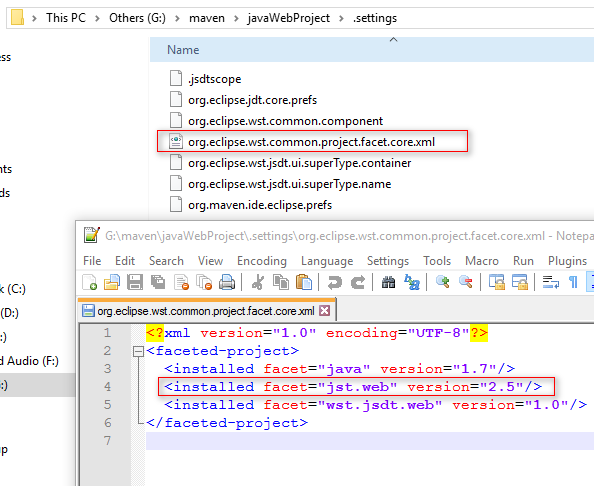 This PC > Others (G:) > maven > javaWebProject > .settings
Name
ess
.jsdtscope
org.eclipse.jdt.core.prefs
org.eclipse.wst.common.component
org.eclipse.wst.common.project.facet.core.xml
nts
org.eclipse.wst.jsdt.ui.superType.container
ds
org.eclipse.wst.jsdt.ui.superType.name
org.maven.ide.eclipse.prefs
G:\maven\javaWebProject\.settings\org.eclipse.wst.common.project.facet.core.xml - Notepa
File Edit Search View Encoding Language Settings Tools Macro Run
k (C:)
(D:)
org.eclipse.wst.common.project.facet.core.xml
1 <?xml version="1.0" encoding="UTF-8"?>
2 <faceted-project>
d Audio (F:)
3 <installed facet="java" version="1.7"/>
:)
4 <installed facet="jst.web" version="2.5"/>
5 <installed facet="wst.jsdt.web" version="1.0"/>
6 </faceted-project>
7
up